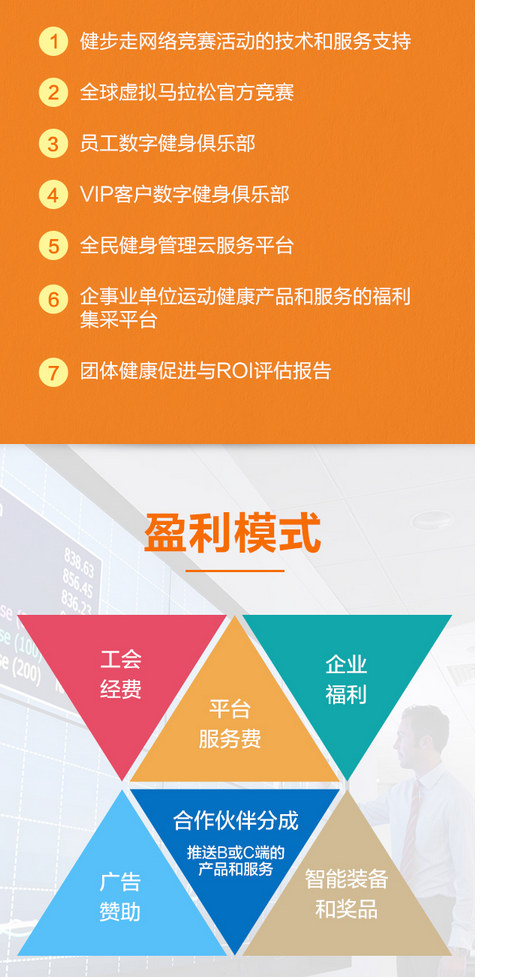 1 健步走网络竞赛活动的技术和服务支持
2 全球虚拟马拉松官方竞赛
3 员工数字健身俱乐部
4 VIP客户数字健身俱乐部
5 全民健身管理云服务平台
6 企事业单位运动健康产品和服务的福利
集采平台
7 团体健康促进与ROI评估报告
盈利模式
838.63
856.45
836.23
se (100)
se (200)
工会
经费
平台
服务费
企业
福利
广告
赞助
合作伙伴分成
推送B或C端的
产品和服务
智能装备
和奖品